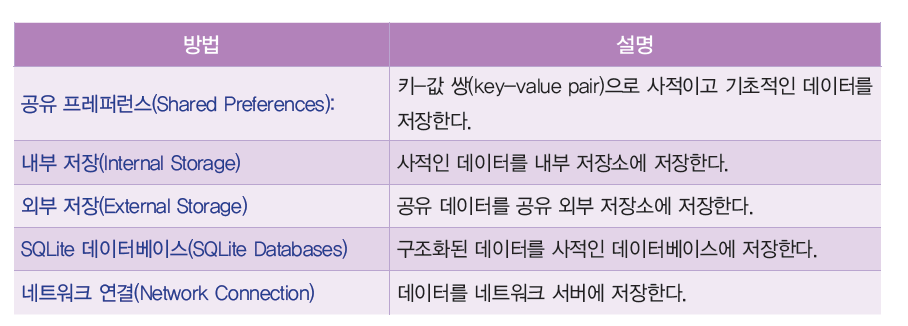 방법 설명
공유 프레퍼런스(Shared Preferences): 키-값 쌍(key-value pair)으로 사적이고 기초적인 데이터를
저장한다.
내부 저장(Internal Storage) 사적인 데이터를 내부 저장소에 저장한다.
외부 저장(External Storage) 공유 데이터를 공유 외부 저장소에 저장한다.
SQLite 데이터베이스(SQLite Databases) 구조화된 데이터를 사적인 데이터베이스에 저장한다.
네트워크 연결(Network Connection) 데이터를 네트워크 서버에 저장한다.